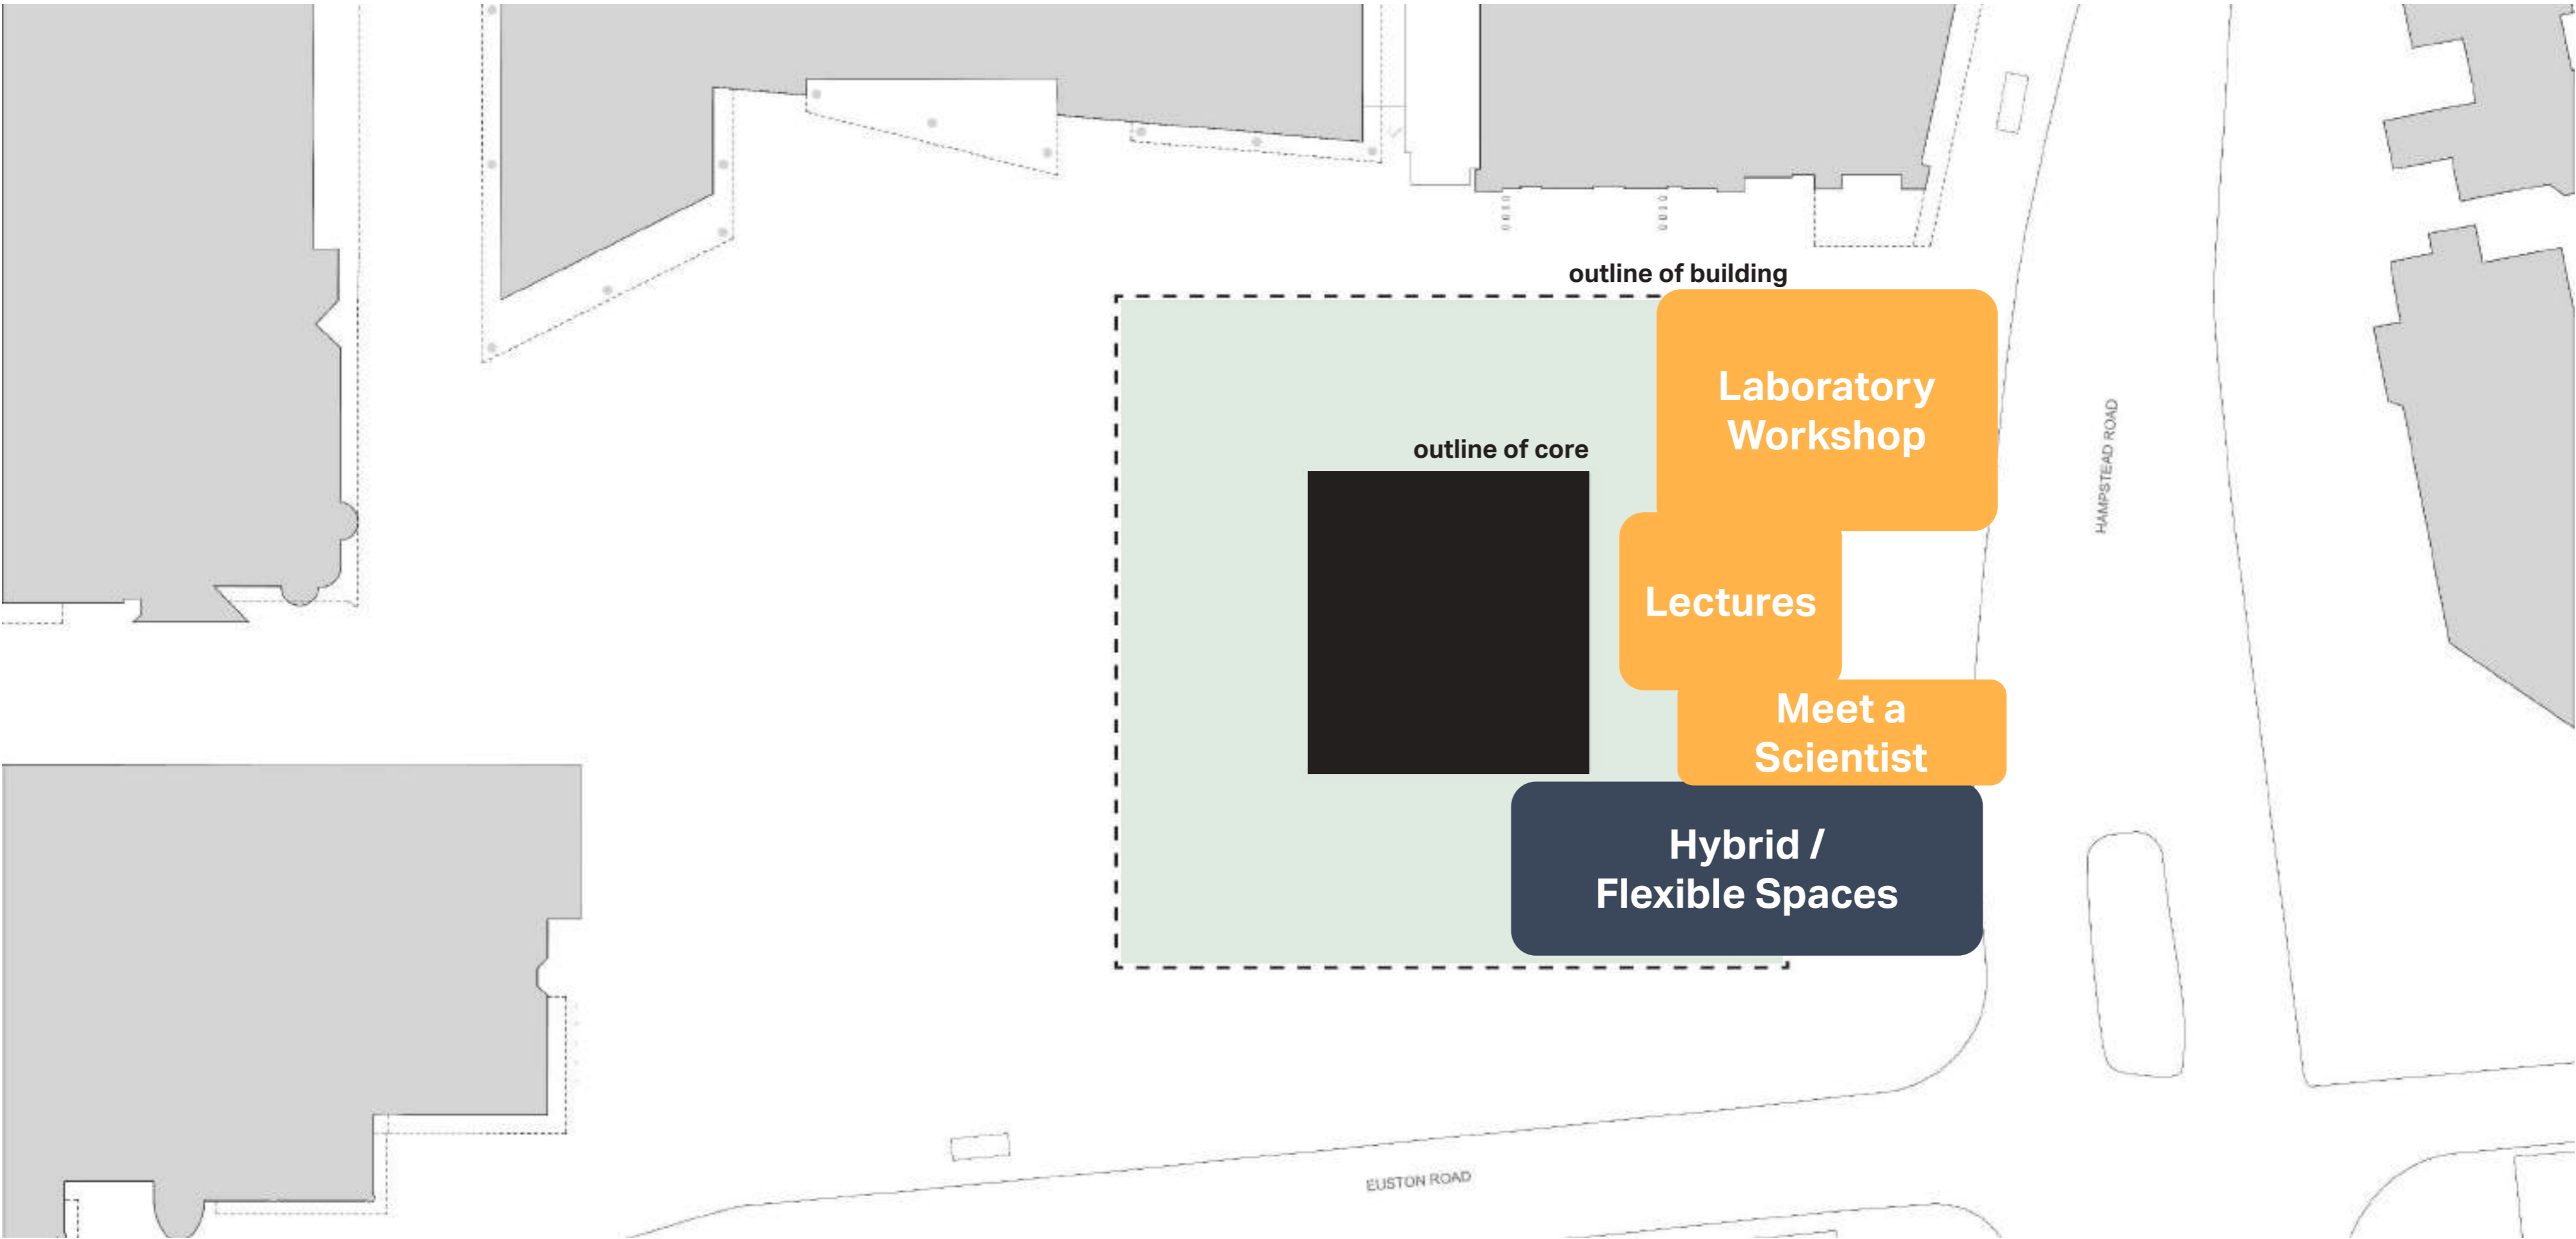 outline of building
Laboratory
Workshop
outline of core
HAMPSTEAD ROAD
Lectures
Meet a
Scientist
Hybrid /
Flexible Spaces
EUSTON ROAD